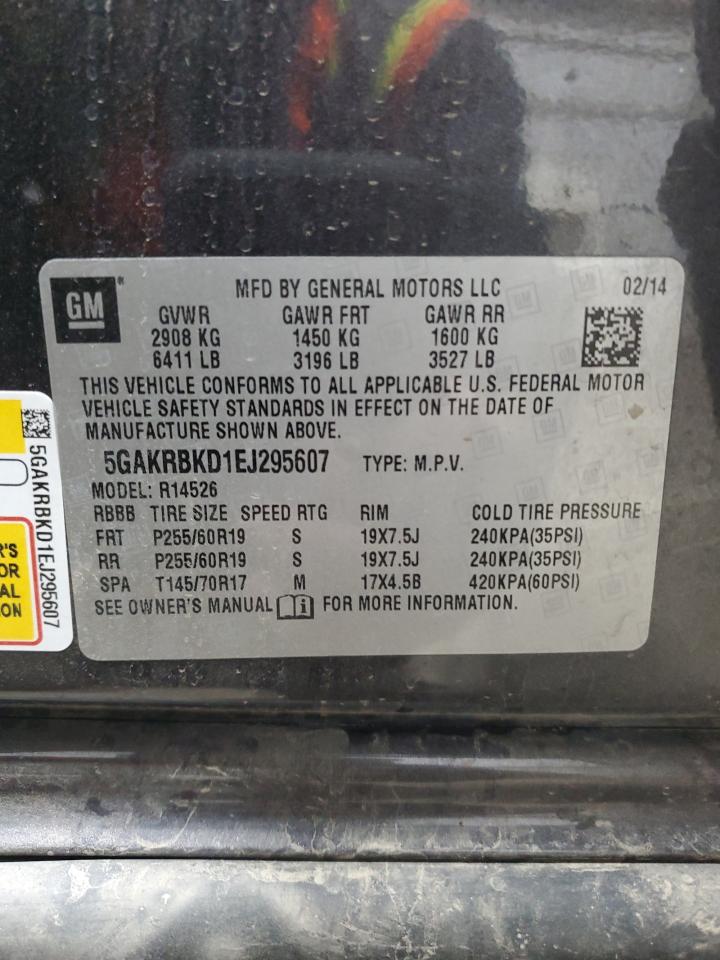 GM
MFD BY GENERAL MOTORS LLC 02/14
GVWR GAWR FRT GAWR RR
2908 KG 1450 KG 1600 KG
6411 LB 3196 LB 3527 LB
THIS VEHICLE CONFORMS TO ALL APPLICABLE U.S. FEDERAL MOTOR
VEHICLE SAFETY STANDARDS IN EFFECT ON THE DATE OF
MANUFACTURE SHOWN ABOVE.
5GAKRBKD1EJ295607 TYPE: M.P.V.
MODEL: R14526
RBBB TIRE SIZE SPEED RTG RIM COLD TIRE PRESSURE
FRT P255/60R19 S 19X7.5J 240KPA(35PSI)
RR P255/60R19 S 19X7.5J 240KPA(35PSI)
SPA T145/70R17 M 17X4.5B 420KPA(60PSI)
SEE OWNER'S MANUAL FOR MORE INFORMATION.
5GAKRBKD1EJ295607
R'S
OR
AL
ON